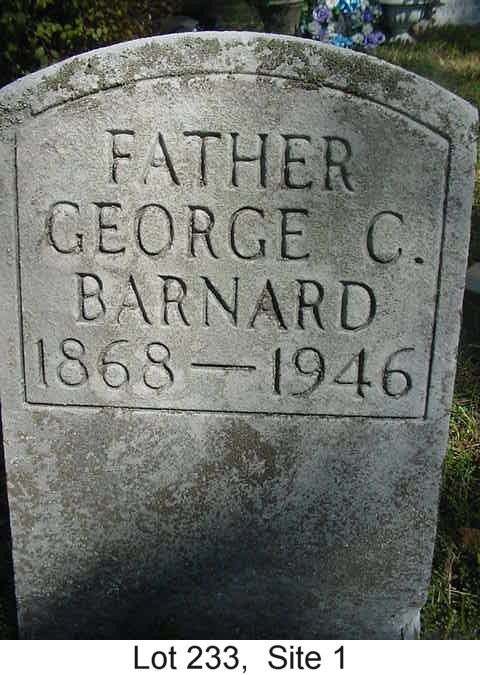 FATHER
GEORGE C.
BARNARD
1868 — 1946
Lot 233, Site 1